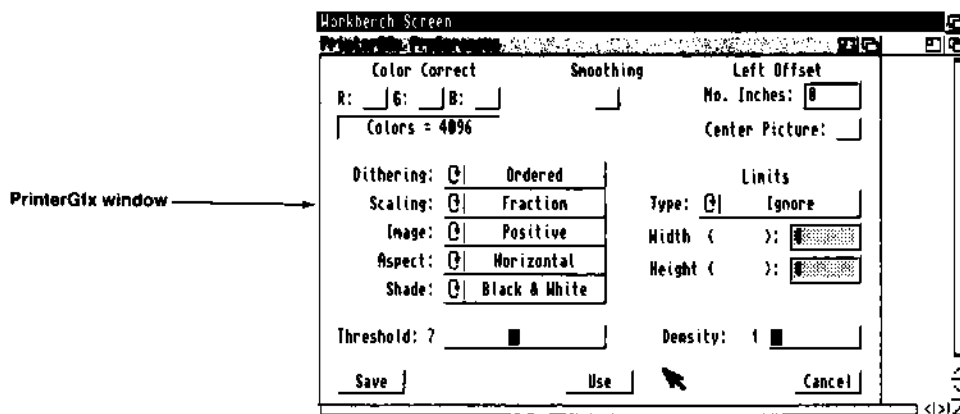 Workbench Screen
PrinterGfx Preferences
Color Correct Smoothing Left Offset
R: G: B: No. Inches: 0
Colors = 4096 Center Picture:
Dithering: Ordered Limits
PrinterGfx window Scaling: Fraction Type: Ignore
Image: Positive Width ( ):
Aspect: Horizontal Height ( ):
Shade: Black & White
Threshold: 7 Density: 1
Save Use Cancel